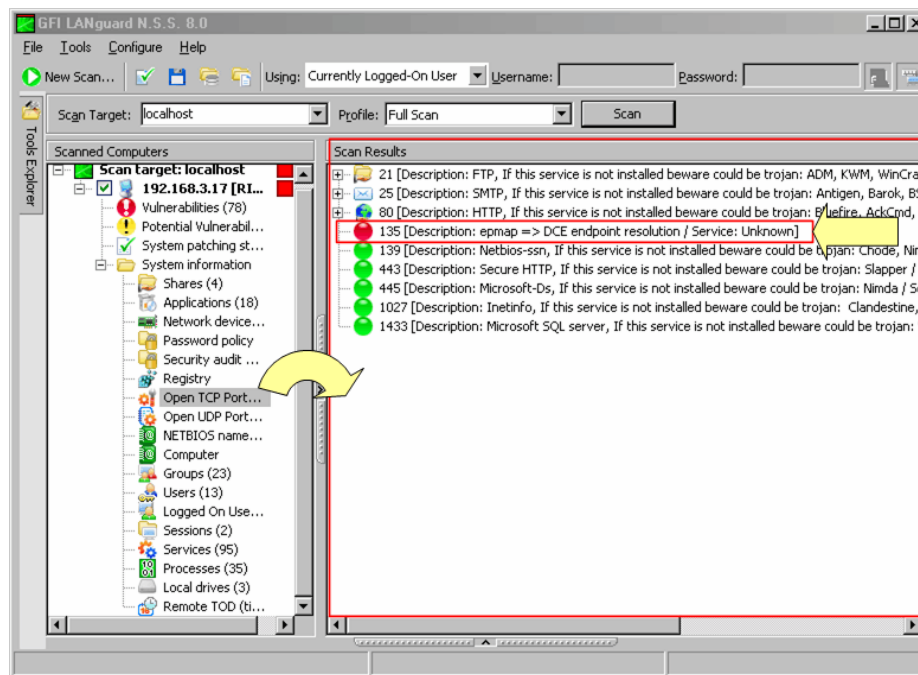 GFI LANguard N.S.S. 8.0
File Tools Configure Help
New Scan... Using: Currently Logged-On User Username: Password:
Scan Target: localhost Profile: Full Scan Scan
Tools Explorer
Scanned Computers
Scan target: localhost
192.168.3.17 [RI...
Vulnerabilities (78)
Potential Vulnerabil...
System patching st...
System information
Shares (4)
Applications (18)
Network device...
Password policy
Security audit ...
Registry
Open TCP Port...
Open UDP Port...
NETBIOS name...
Computer
Groups (23)
Users (13)
Logged On Use...
Sessions (2)
Services (95)
Processes (35)
Local drives (3)
Remote TOD (ti...
Scan Results
21 [Description: FTP, If this service is not installed beware could be trojan: ADM, KWM, WinCra
25 [Description: SMTP, If this service is not installed beware could be trojan: Antigen, Barok,
80 [Description: HTTP, If this service is not installed beware could be trojan: Bluefire, AckCmd,
135 [Description: epmap => DCE endpoint resolution / Service: Unknown]
139 [Description: Netbios-ssn, If this service is not installed beware could be trojan: Chode,
443 [Description: Secure HTTP, If this service is not installed beware could be trojan: Slapper /
445 [Description: Microsoft-Ds, If this service is not installed beware could be trojan: Nimda /
1027 [Description: Inetinfo, If this service is not installed beware could be trojan: Clandestine,
1433 [Description: Microsoft SQL server, If this service is not installed beware could be trojan: